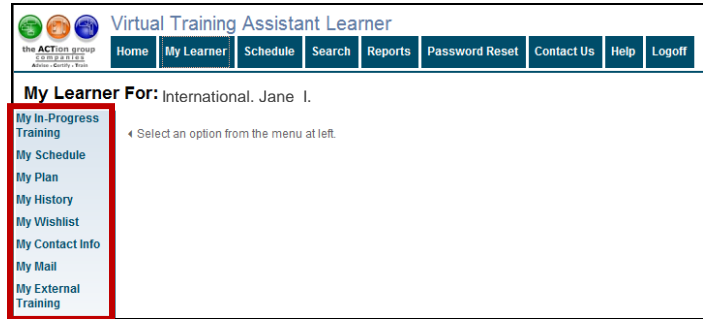 Virtual Training Assistant Learner
the ACTion group
companies
Advise - Certify - Train
Home My Learner Schedule Search Reports Password Reset Contact Us Help Logoff
My Learner For: International. Jane I.
My In-Progress
Training
Select an option from the menu at left.
My Schedule
My Plan
My History
My Wishlist
My Contact Info
My Mail
My External
Training